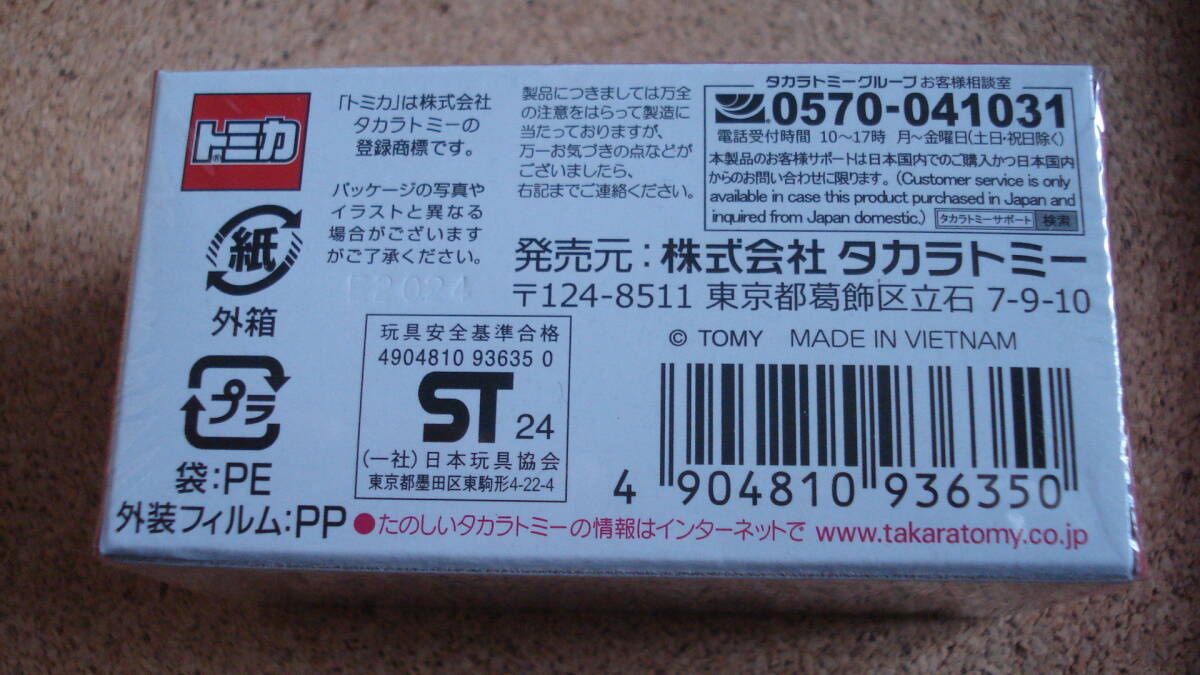 トミカ®
「トミカ」は株式会社
タカラトミーの
登録商標です。
パッケージの写真や
イラストと異なる
場合がございます
がご了承ください。
製品につきましては万全
の注意をはらって製造に
当たっておりますが、
万一お気づきの点などが
ございましたら、
右記までご連絡ください。
タカラトミーグループ お客様相談室
0570-041031
電話受付時間 10〜17時 月〜金曜日(土日・祝日除く)
本製品のお客様サポートは日本国内でのご購入かつ日本国内
からのお問い合わせに限ります。(Customer service is only
available in case this product purchased in Japan and
inquired from Japan domestic.) タカラトミーサポート 検索
紙
外箱
プラ
袋:PE
外装フィルム:PP
E2024
発売元:株式会社 タカラトミー
〒124-8511 東京都葛飾区立石 7-9-10
© TOMY MADE IN VIETNAM
玩具安全基準合格
4904810 93635 0
ST 24
(一社)日本玩具協会
東京都墨田区東駒形4-22-4
4 904810 936350
●たのしいタカラトミーの情報はインターネットで www.takaratomy.co.jp